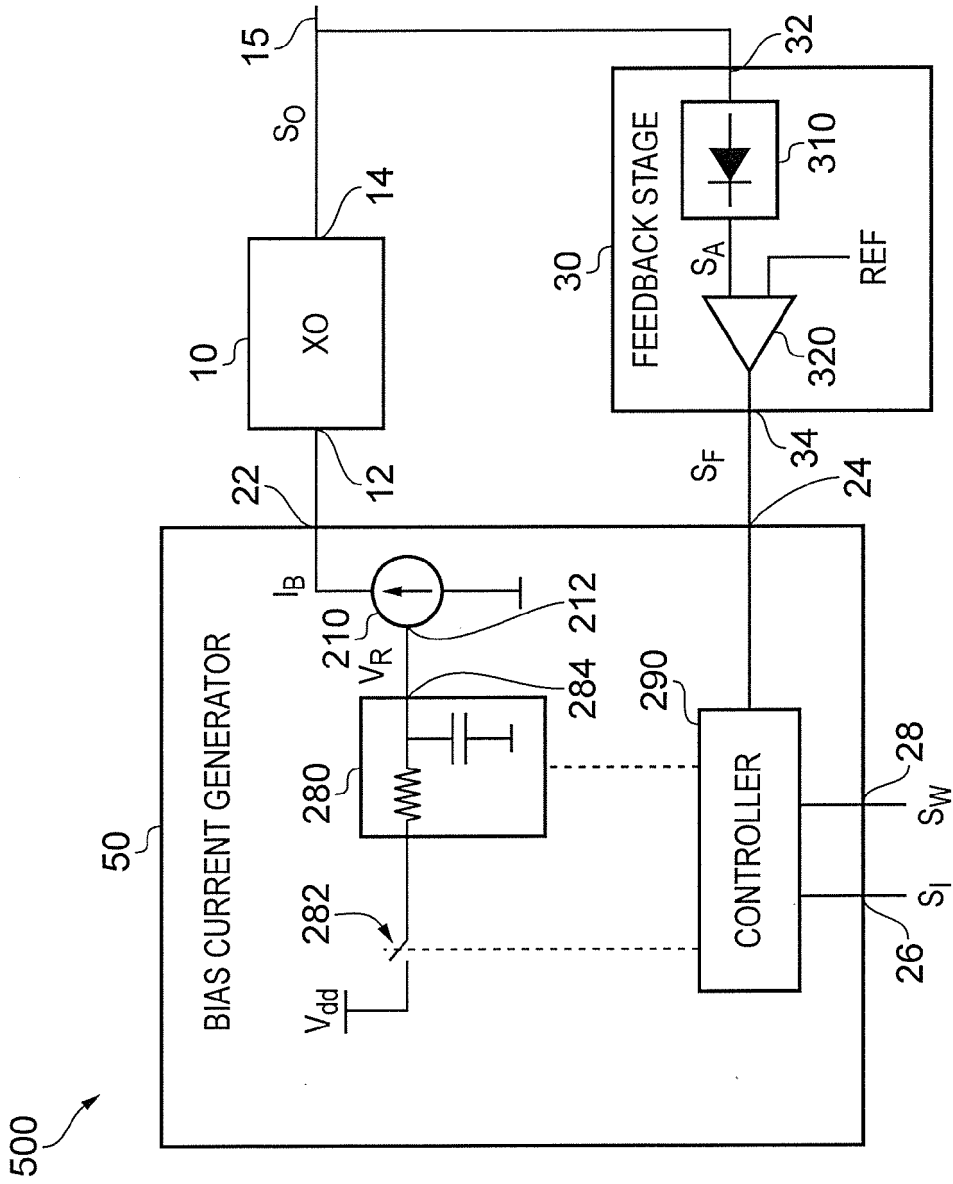 500
50
BIAS CURRENT GENERATOR
Vdd
282
280
284
VR
210
212
IB
22
12
10
XO
14
SO
15
290
CONTROLLER
26
SI
28
SW
24
SF
34
30
FEEDBACK STAGE
320
SA
REF
310
32